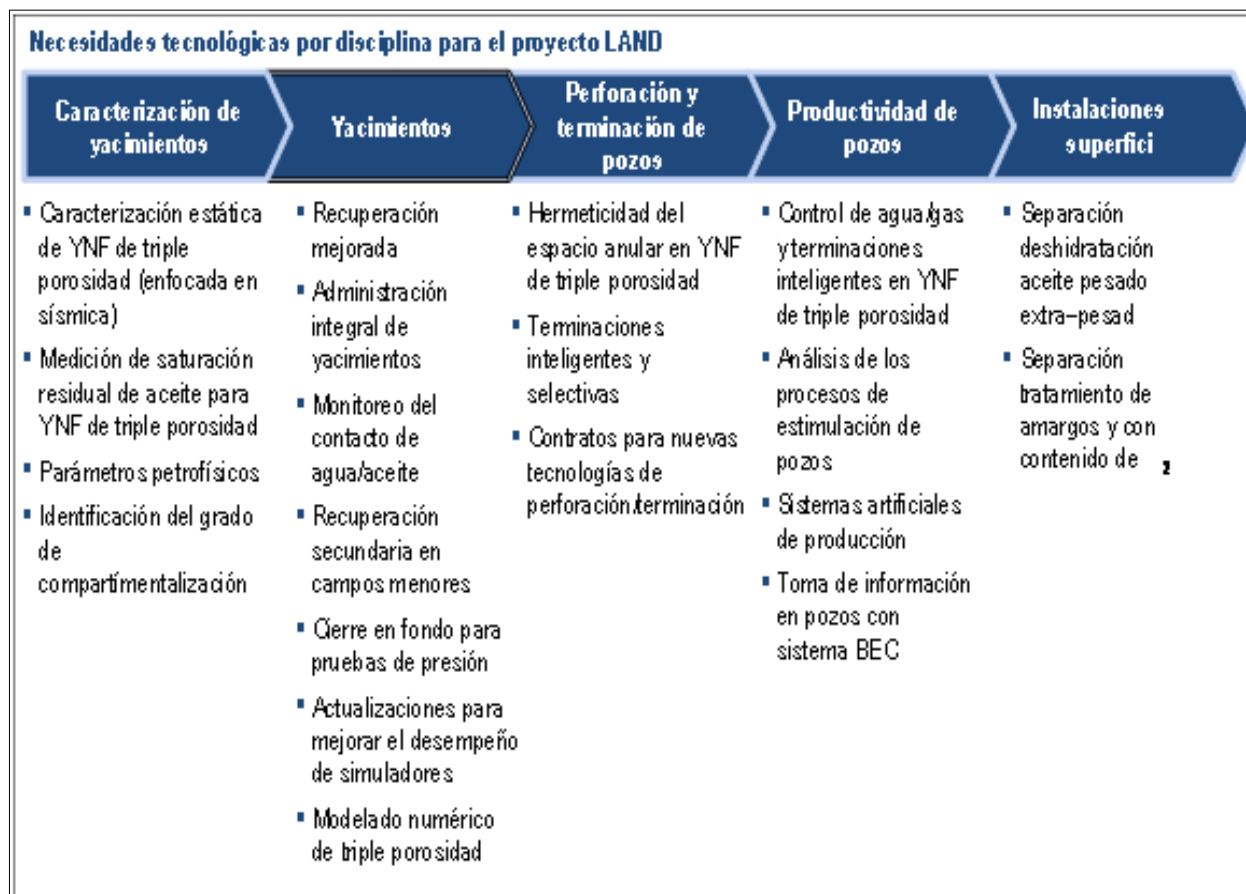 Necesidades tecnológicas por disciplina para el proyecto LAND
Caracterización de
yacimientos
Yacimientos
Perforación y
terminación de
pozos
Productividad de
pozos
Instalaciones
superfici
▪ Caracterización estática
de YNF de triple
porosidad (enfocada en
sísmica)
▪ Medición de saturación
residual de aceite para
YNF de triple porosidad
▪ Parámetros petrofísicos
▪ Identificación del grado
de
compartimentalización
▪ Recuperación
mejorada
▪ Administración
integral de
yacimientos
▪ Monitoreo del
contacto de
agua/aceite
▪ Recuperación
secundaria en
campos menores
▪ Cierre en fondo para
pruebas de presión
▪ Actualizaciones para
mejorar el desempeño
de simuladores
▪ Modelado numérico
de triple porosidad
▪ Hermeticidad del
espacio anular en YNF
de triple porosidad
▪ Terminaciones
inteligentes y
selectivas
▪ Contratos para nuevas
tecnologías de
perforación/terminación
▪ Control de agua/gas
y terminaciones
inteligentes en YNF
de triple porosidad
▪ Análisis de los
procesos de
estimulación de
pozos
▪ Sistemas artificiales
de producción
▪ Toma de información
en pozos con
sistema BEC
▪ Separación
deshidratación
aceite pesado
extra-pesad
▪ Separación
tratamiento de
amargos y con
contenido de 2